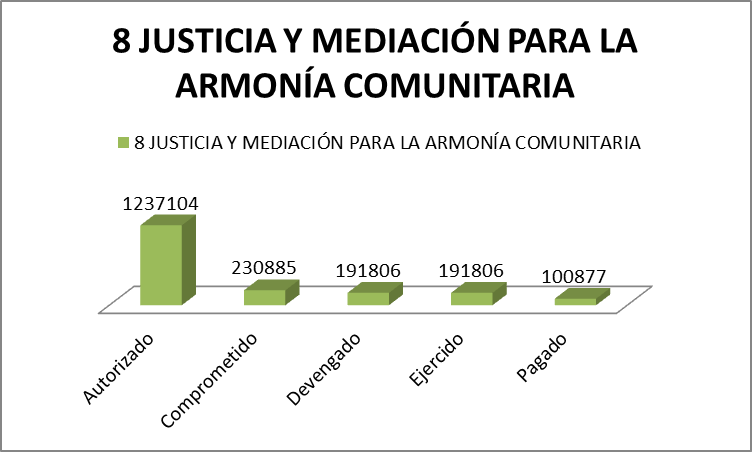 8 JUSTICIA Y MEDIACIÓN PARA LA
ARMONÍA COMUNITARIA
8 JUSTICIA Y MEDIACIÓN PARA LA ARMONÍA COMUNITARIA
1237104
230885
191806
191806
100877
Autorizado
Comprometido
Devengado
Ejercido
Pagado